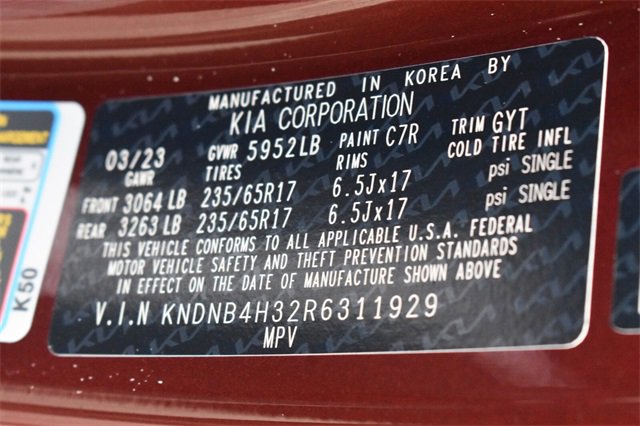 MANUFACTURED IN KOREA BY
KIA CORPORATION
03/23 GVWR 5952LB PAINT C7R TRIM GYT
GAWR TIRES RIMS COLD TIRE INFL
FRONT 3064 LB 235/65R17 6.5Jx17 psi SINGLE
REAR 3263 LB 235/65R17 6.5Jx17 psi SINGLE
THIS VEHICLE CONFORMS TO ALL APPLICABLE U.S.A. FEDERAL
MOTOR VEHICLE SAFETY AND THEFT PREVENTION STANDARDS
IN EFFECT ON THE DATE OF MANUFACTURE SHOWN ABOVE
V.I.N KNDNB4H32R6311929
MPV
K50